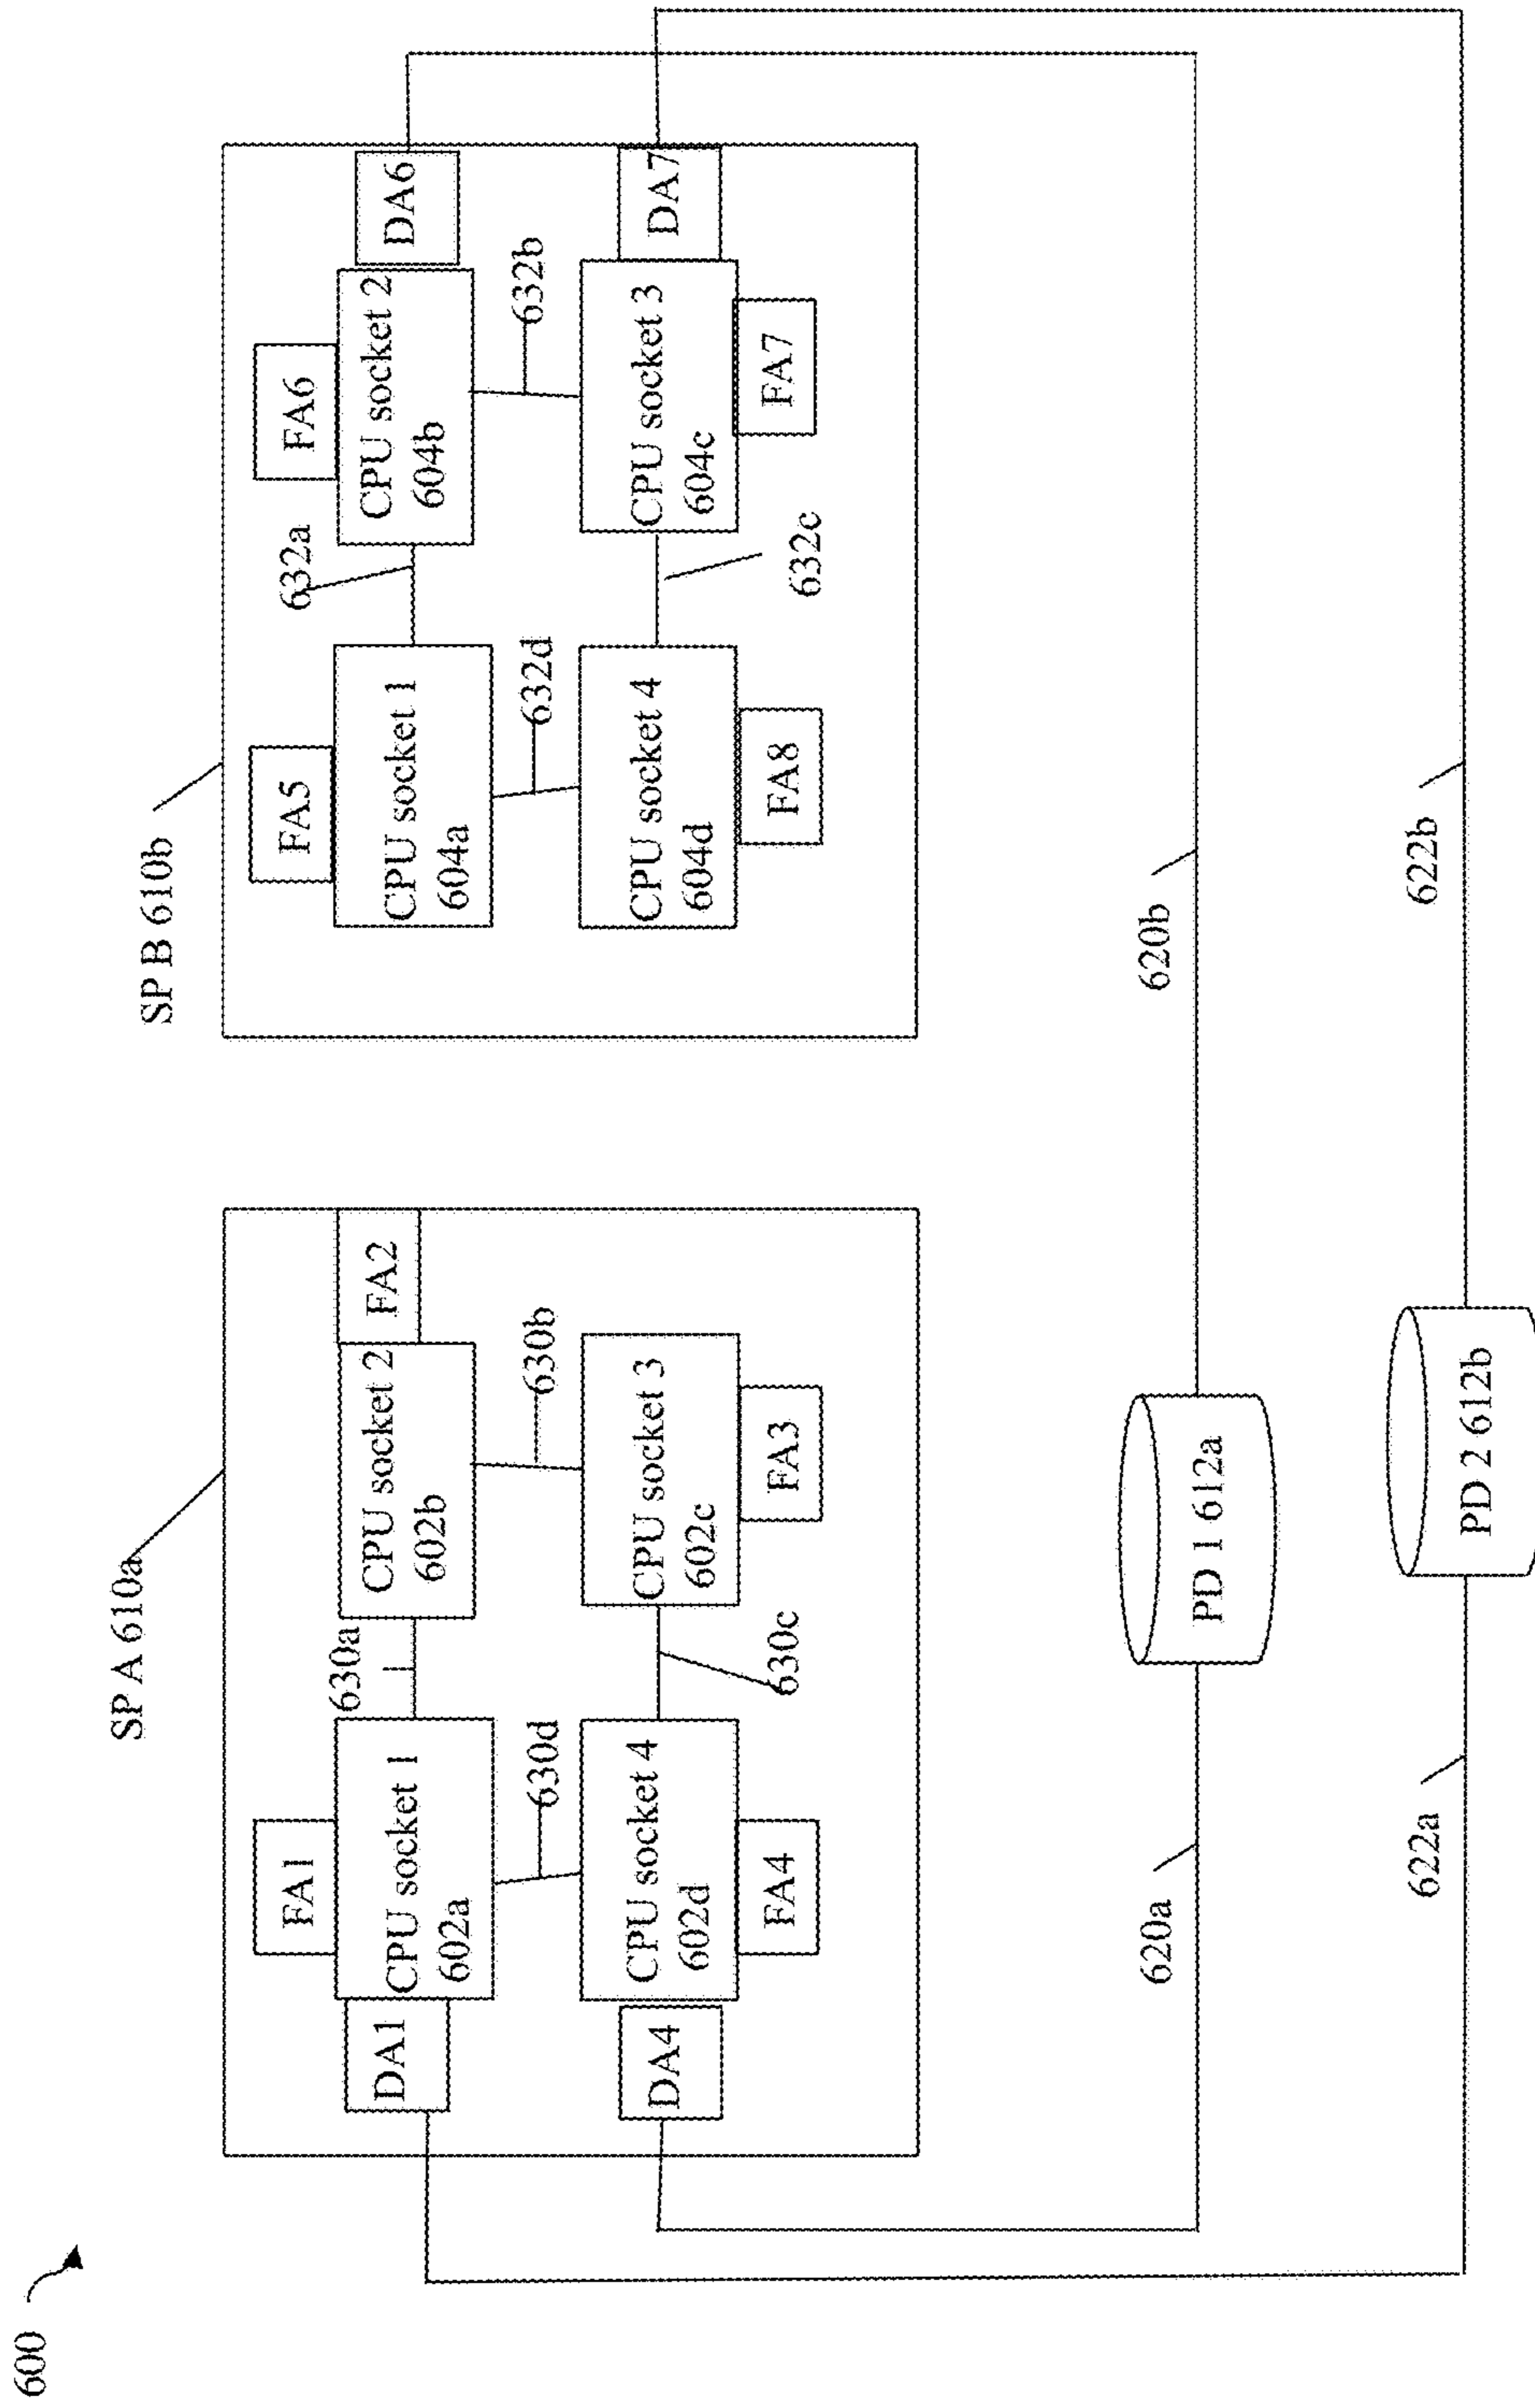 600
SP A 610a
SP B 610b
FA1
DA1
CPU socket 1
602a
630a
CPU socket 2
602b
FA2
630d
630b
DA4
CPU socket 4
602d
630c
CPU socket 3
602c
FA4
FA3
FA5
CPU socket 1
604a
632a
FA6
CPU socket 2
604b
DA6
632d
632b
CPU socket 4
604d
632c
CPU socket 3
604c
DA7
FA8
FA7
620a
PD 1 612a
620b
622a
PD 2 612b
622b